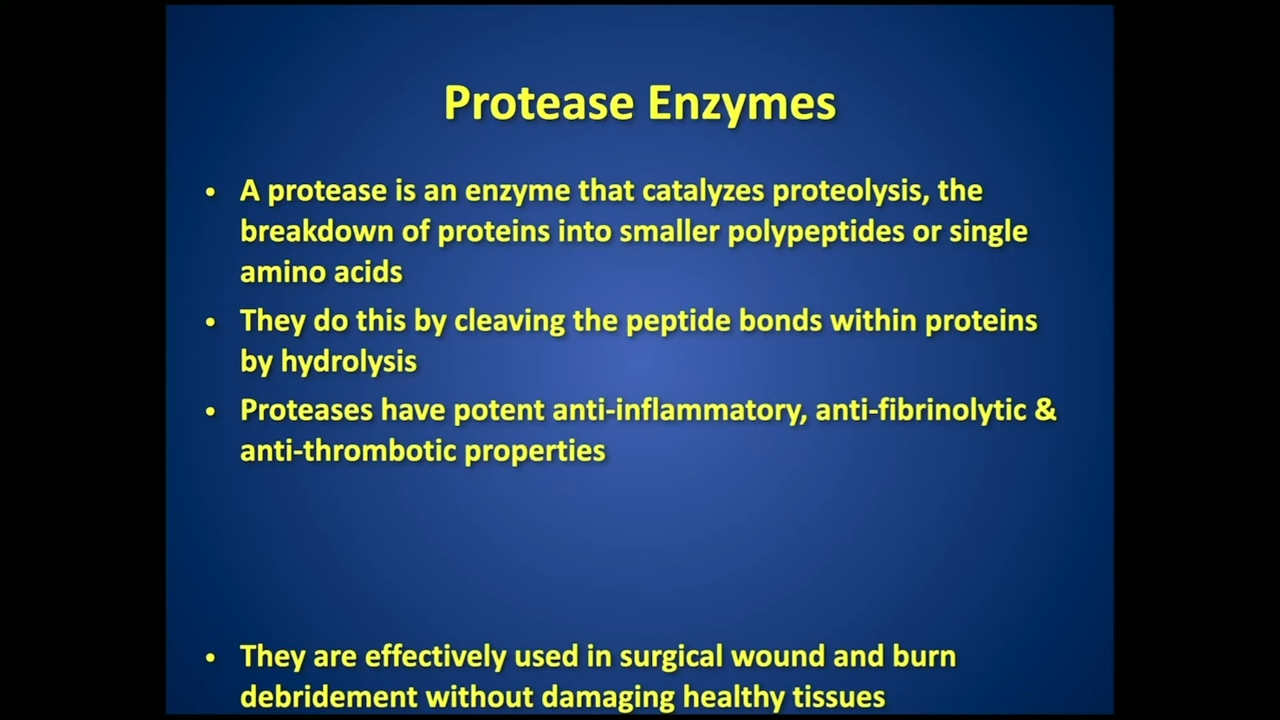 Protease Enzymes
• A protease is an enzyme that catalyzes proteolysis, the
breakdown of proteins into smaller polypeptides or single
amino acids
• They do this by cleaving the peptide bonds within proteins
by hydrolysis
• Proteases have potent anti-inflammatory, anti-fibrinolytic &
anti-thrombotic properties
• They are effectively used in surgical wound and burn
debridement without damaging healthy tissues